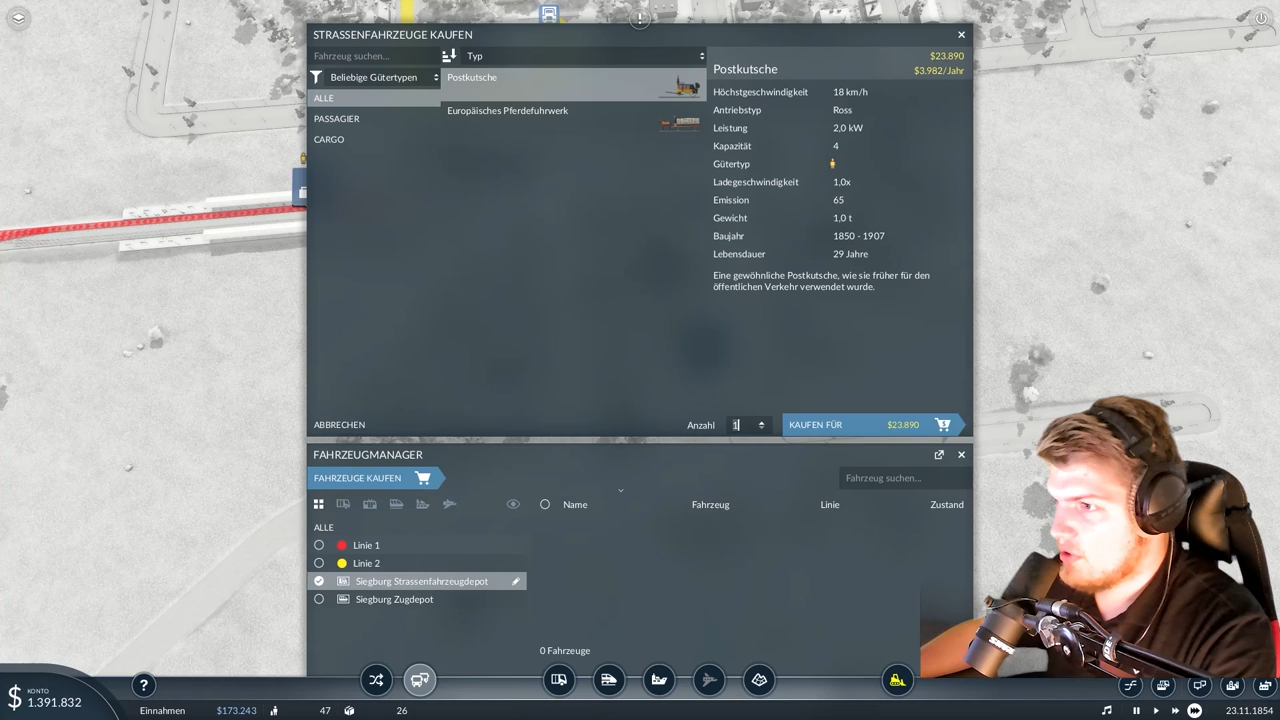 STRASSENFAHRZEUGE KAUFEN
Fahrzeug suchen...
Typ
$23.890
Postkutsche
$3.982/Jahr
Beliebige Gütertypen
Postkutsche
ALLE
Höchstgeschwindigkeit 18 km/h
Europäisches Pferdefuhrwerk
Antriebstyp Ross
PASSAGIER
Leistung 2,0 kW
CARGO
Kapazität 4
Gütertyp
Ladegeschwindigkeit 1,0x
Emission 65
Gewicht 1,0 t
Baujahr 1850 - 1907
Lebensdauer 29 Jahre
Eine gewöhnliche Postkutsche, wie sie früher für den
öffentlichen Verkehr verwendet wurde.
ABBRECHEN
Anzahl 1
KAUFEN FÜR $23.890
FAHRZEUGMANAGER
FAHRZEUGE KAUFEN
Fahrzeug suchen...
Name Fahrzeug Linie Zustand
ALLE
Linie 1
Linie 2
Siegburg Strassenfahrzeugdepot
Siegburg Zugdepot
0 Fahrzeuge
$ KONTO
1.391.832
?
Einnahmen $173.243 47 26
23.11.1854